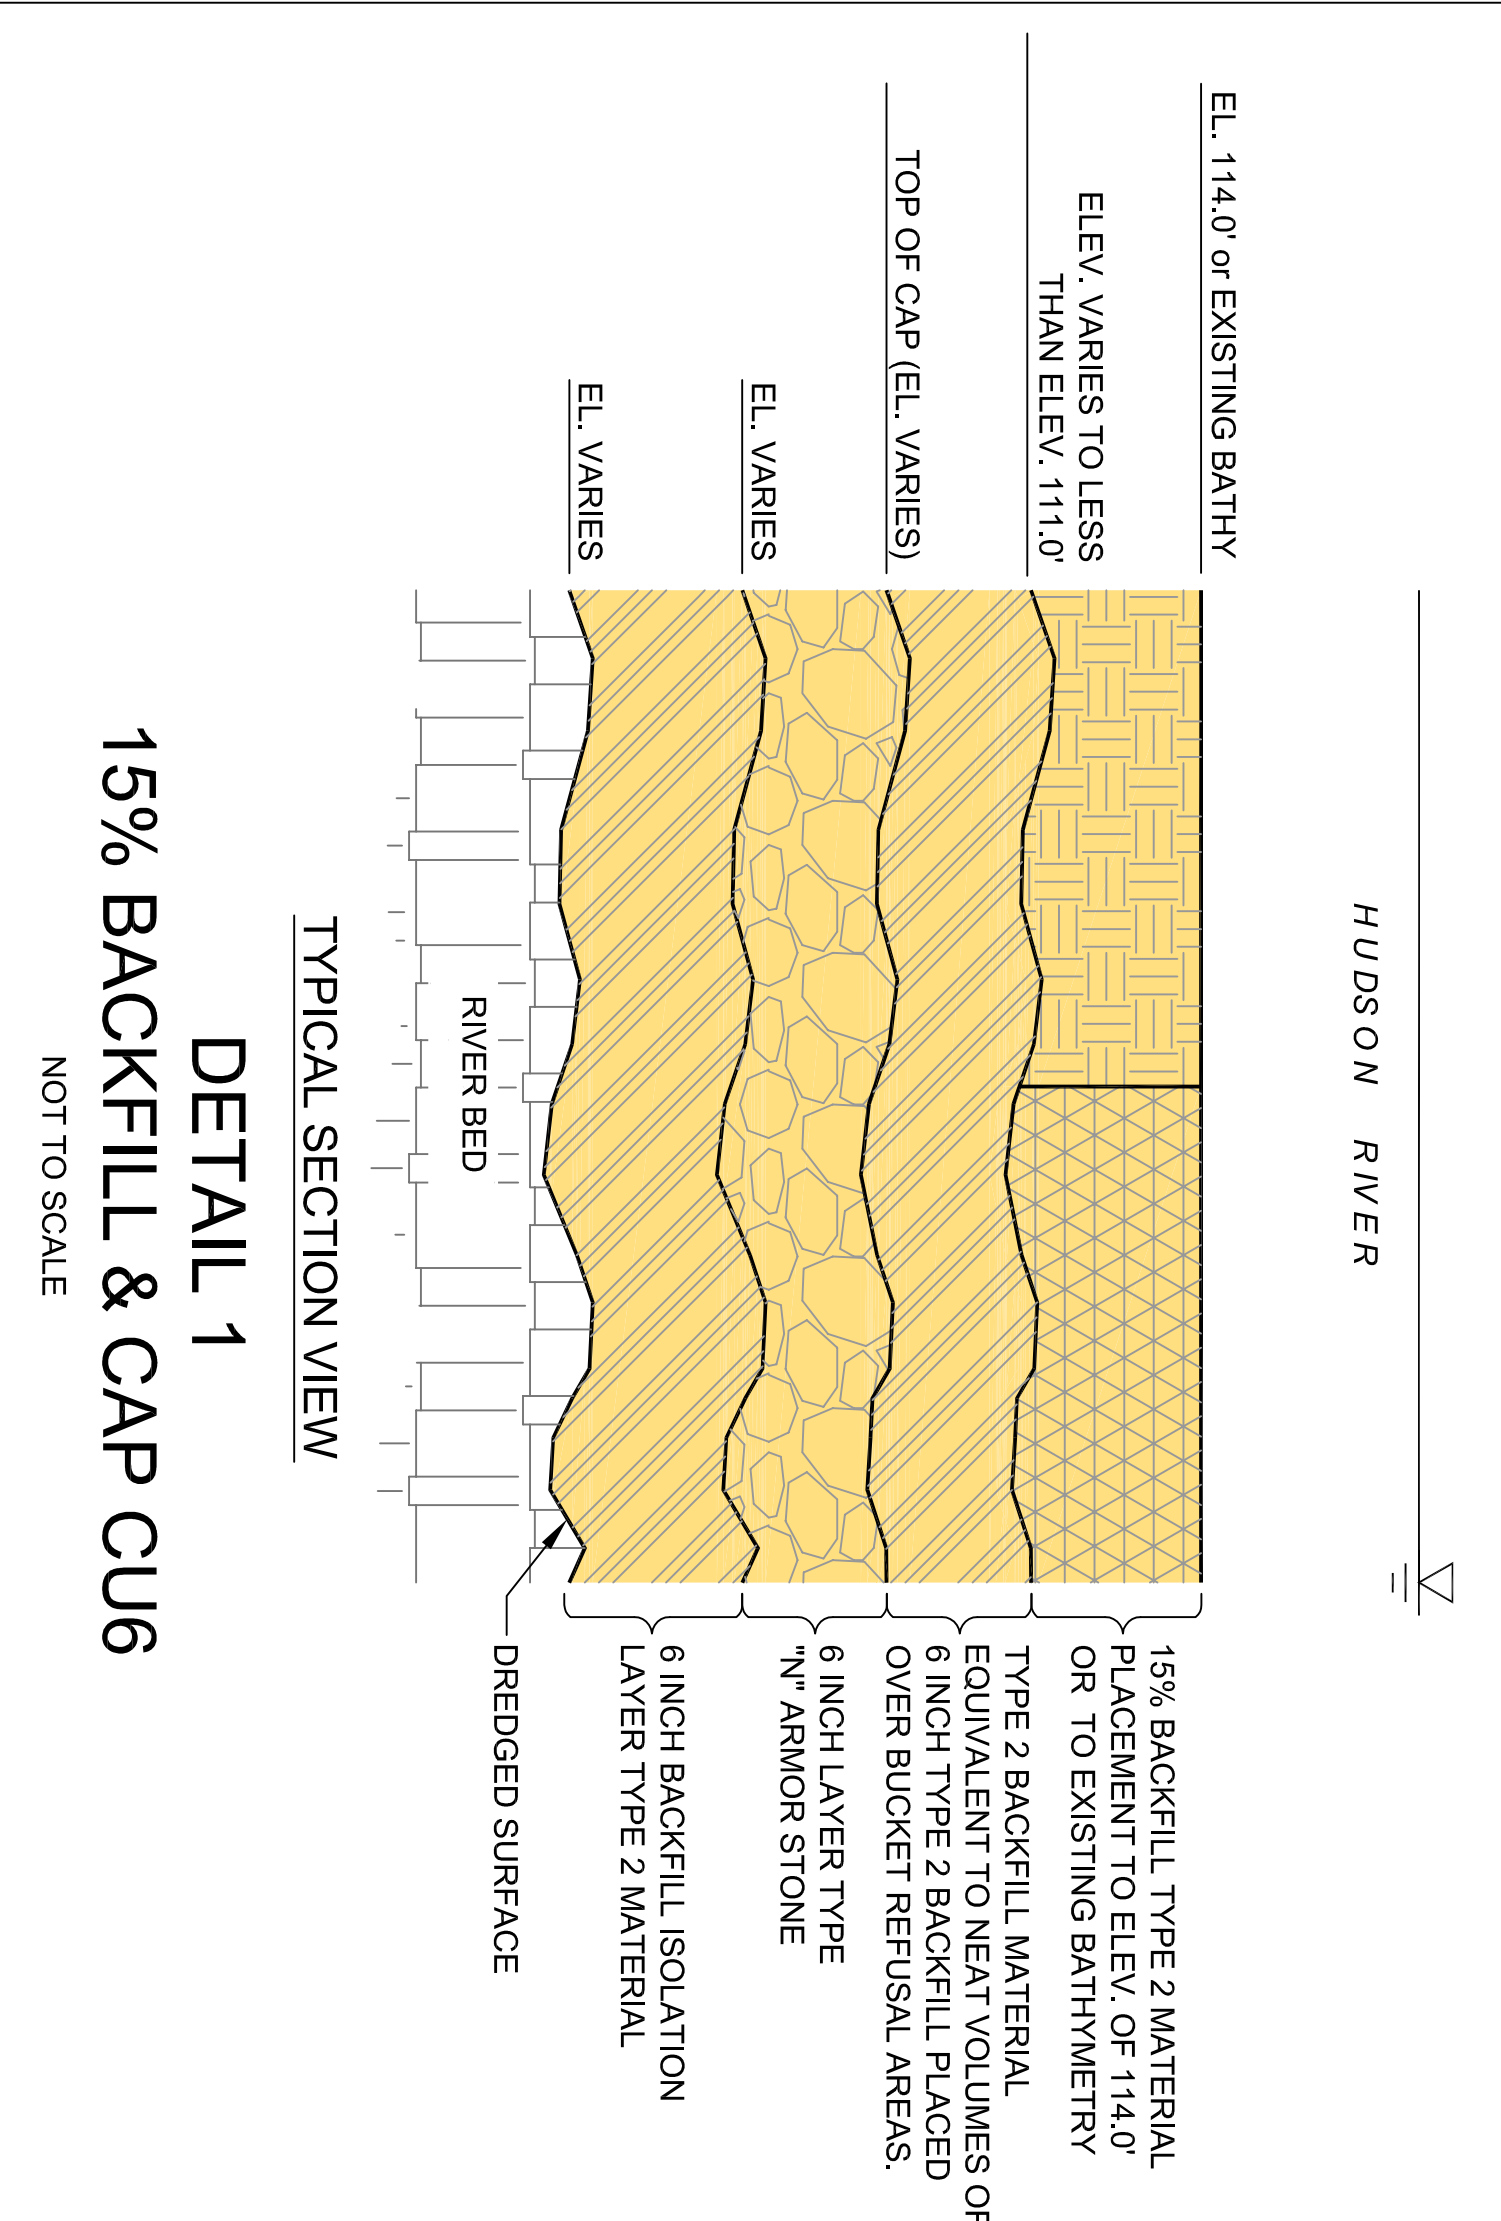 HUDSON RIVER
EL. 114.0' or EXISTING BATHY
ELEV. VARIES TO LESS
THAN ELEV. 111.0'
TOP OF CAP (EL. VARIES)
EL. VARIES
EL. VARIES
15% BACKFILL TYPE 2 MATERIAL
PLACEMENT TO ELEV. OF 114.0'
OR TO EXISTING BATHYMETRY
TYPE 2 BACKFILL MATERIAL
EQUIVALENT TO NEAT VOLUMES OF
6 INCH TYPE 2 BACKFILL PLACED
OVER BUCKET REFUSAL AREAS.
6 INCH LAYER TYPE
"N" ARMOR STONE
6 INCH BACKFILL ISOLATION
LAYER TYPE 2 MATERIAL
DREDGED SURFACE
RIVER BED
TYPICAL SECTION VIEW
DETAIL 1
15% BACKFILL & CAP CU6
NOT TO SCALE